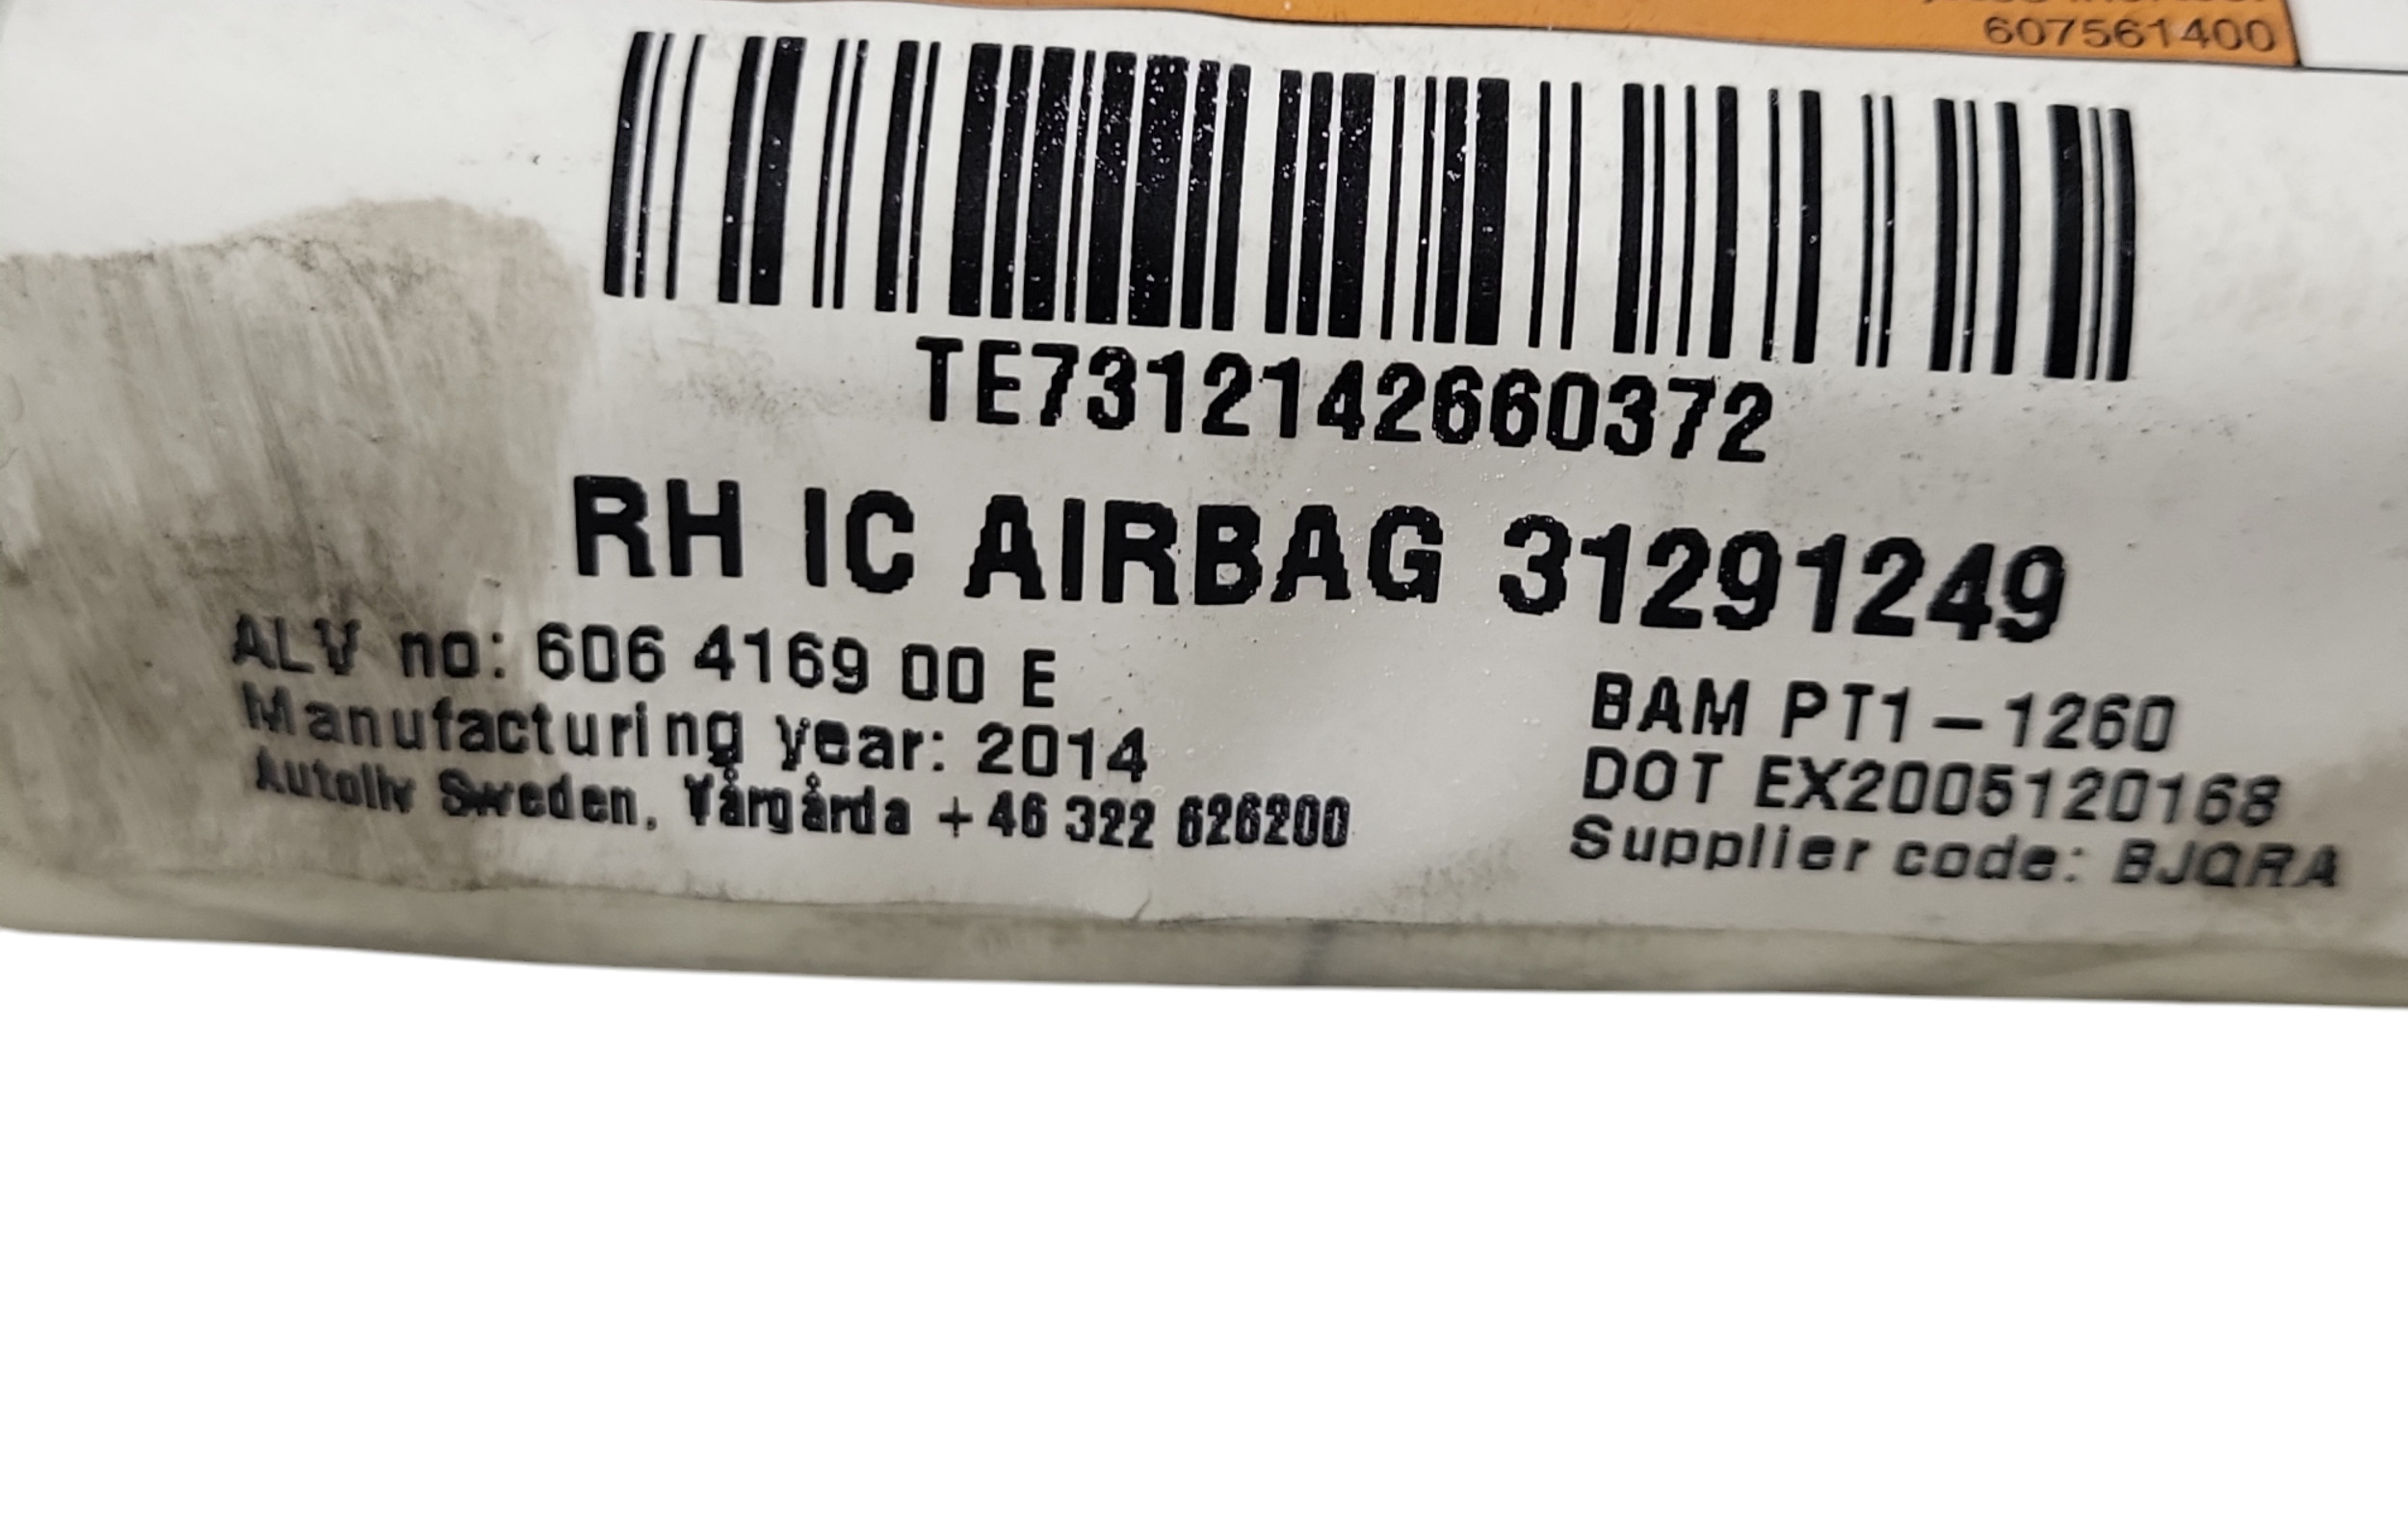 607561400
TE7312142660372
RH IC AIRBAG 31291249
ALV no: 606 4169 00 E
Manufacturing year: 2014
Autoliv Sweden, Vårgårda +46 322 626200
BAM PT1-1260
DOT EX2005120168
Supplier code: BJQRA